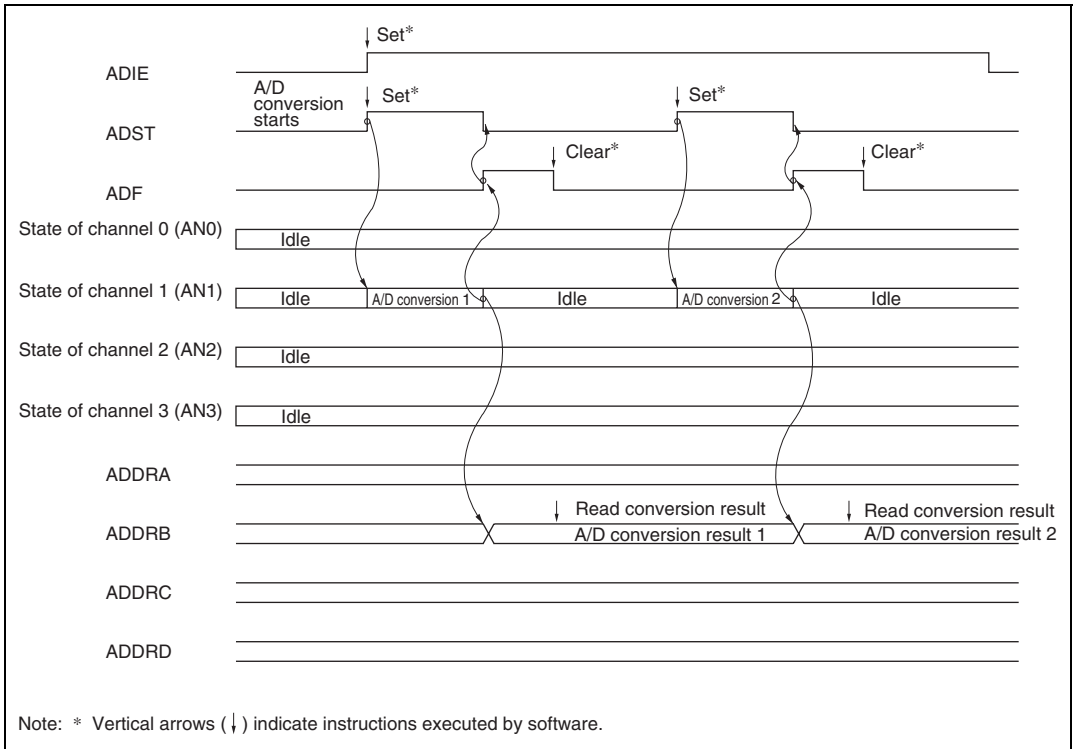 Set*
ADIE
A/D
conversion
starts
Set*
Set*
ADST
Clear*
Clear*
ADF
State of channel 0 (AN0)
Idle
State of channel 1 (AN1)
Idle
A/D conversion 1
Idle
A/D conversion 2
Idle
State of channel 2 (AN2)
Idle
State of channel 3 (AN3)
Idle
ADDRA
Read conversion result
Read conversion result
ADDRB
A/D conversion result 1
A/D conversion result 2
ADDRC
ADDRD
Note: * Vertical arrows (↓) indicate instructions executed by software.